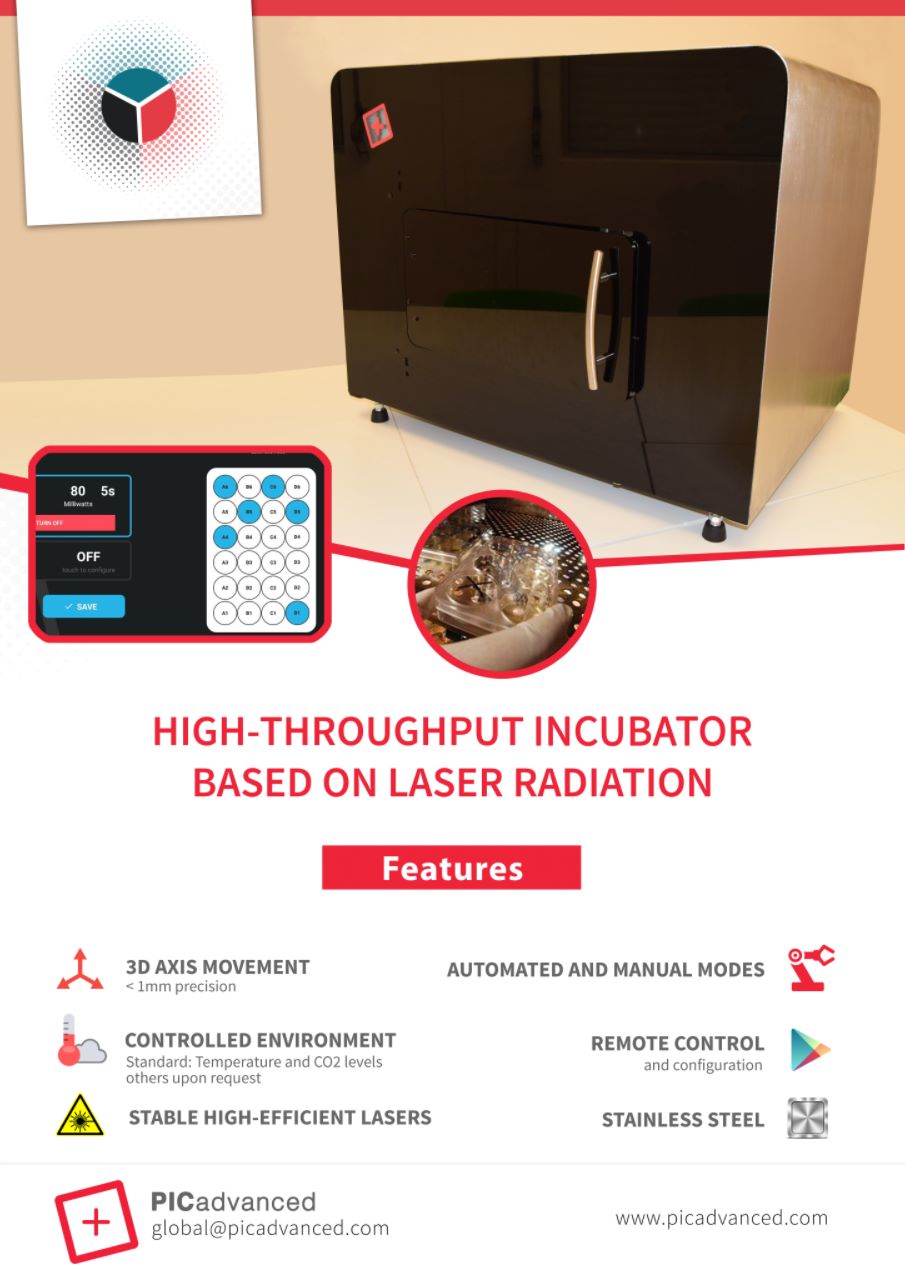 80 5s
Milliwatts
TURN OFF
OFF
touch to configure
SAVE
A6 B6 C6 D6
A5 B5 C5 D5
A4 B4 C4 D4
A3 B3 C3 D3
A2 B2 C2 D2
A1 B1 C1 D1
HIGH-THROUGHPUT INCUBATOR
BASED ON LASER RADIATION
Features
3D AXIS MOVEMENT
< 1mm precision
AUTOMATED AND MANUAL MODES
CONTROLLED ENVIRONMENT
Standard: Temperature and CO2 levels
others upon request
REMOTE CONTROL
and configuration
STABLE HIGH-EFFICIENT LASERS
STAINLESS STEEL
PICadvanced
global@picadvanced.com
www.picadvanced.com